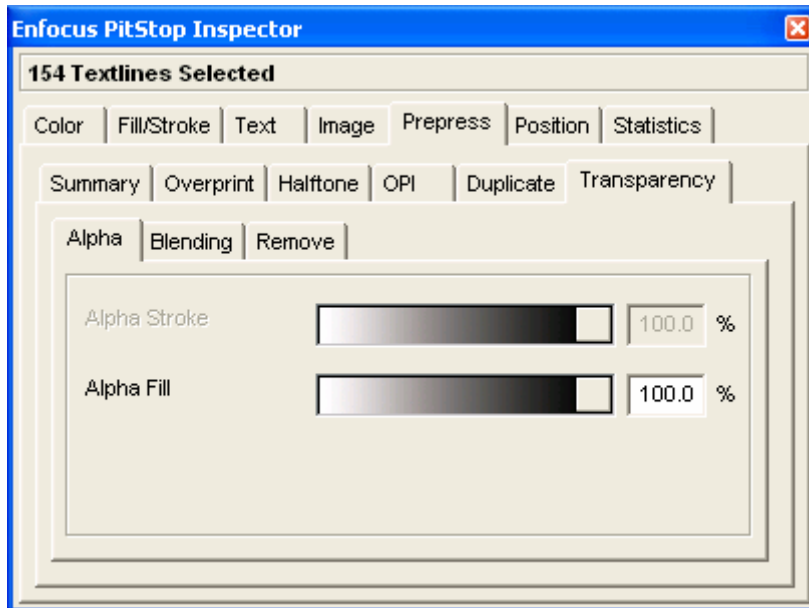 Enfocus PitStop Inspector
154 Textlines Selected
Color Fill/Stroke Text Image Prepress Position Statistics
Summary Overprint Halftone OPI Duplicate Transparency
Alpha Blending Remove
Alpha Stroke 100.0 %
Alpha Fill 100.0 %